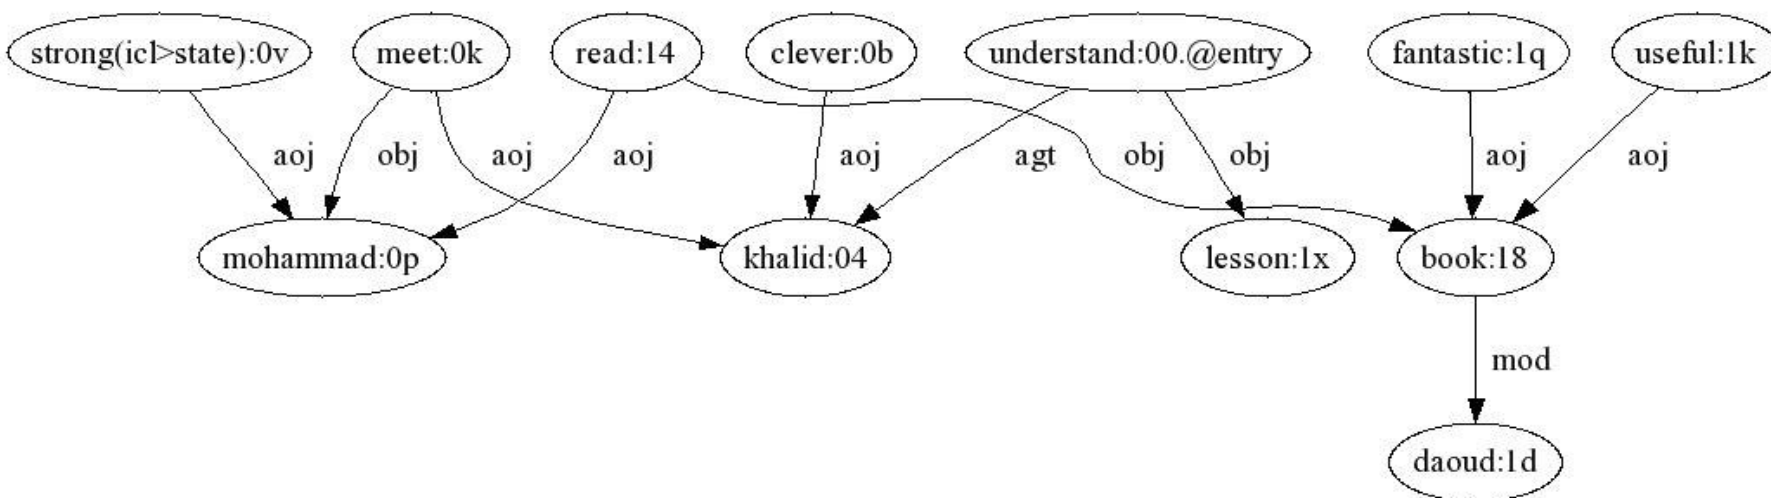 strong(icl>state):0v meet:0k read:14 clever:0b understand:00.@entry fantastic:1q useful:1k
aoj obj aoj aoj aoj agt obj obj aoj aoj
mohammad:0p khalid:04 lesson:1x book:18
mod
daoud:1d